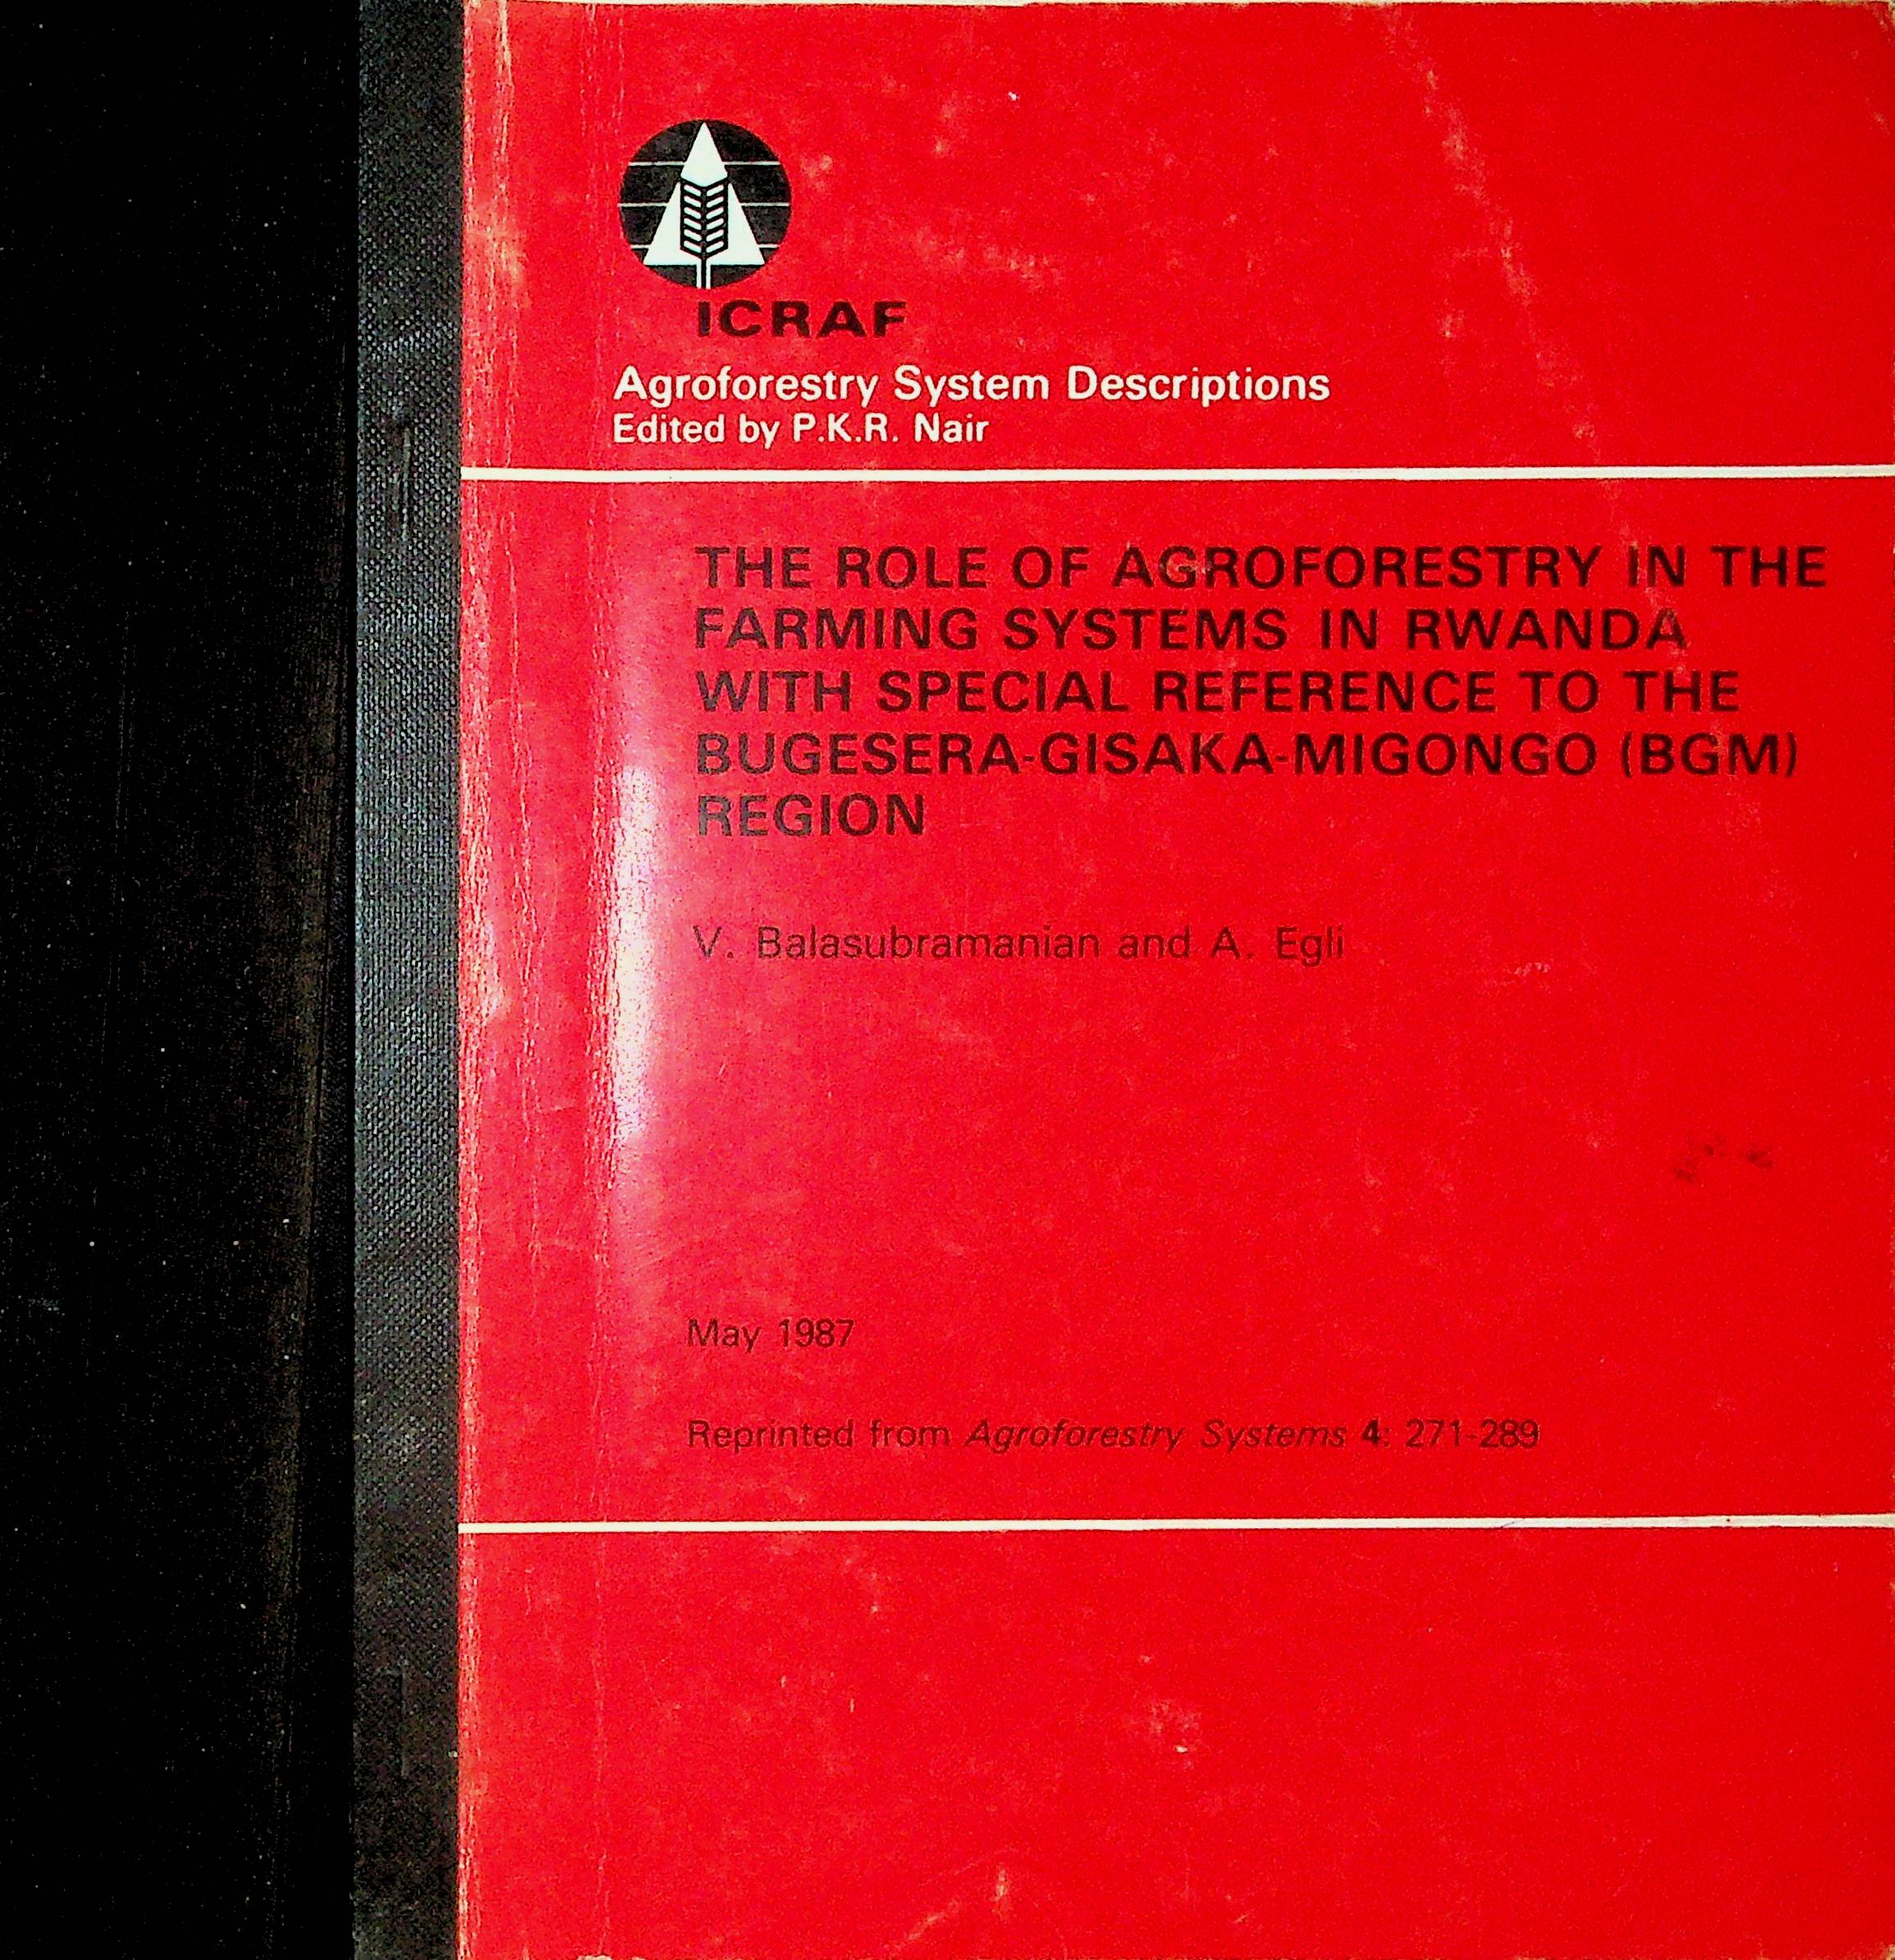 ICRAF
Agroforestry System Descriptions
Edited by P.K.R. Nair
THE ROLE OF AGROFORESTRY IN THE
FARMING SYSTEMS IN RWANDA
WITH SPECIAL REFERENCE TO THE
BUGESERA-GISAKA-MIGONGO (BGM)
REGION
V. Balasubramanian and A. Egli
May 1987
Reprinted from Agroforestry Systems 4: 271-289